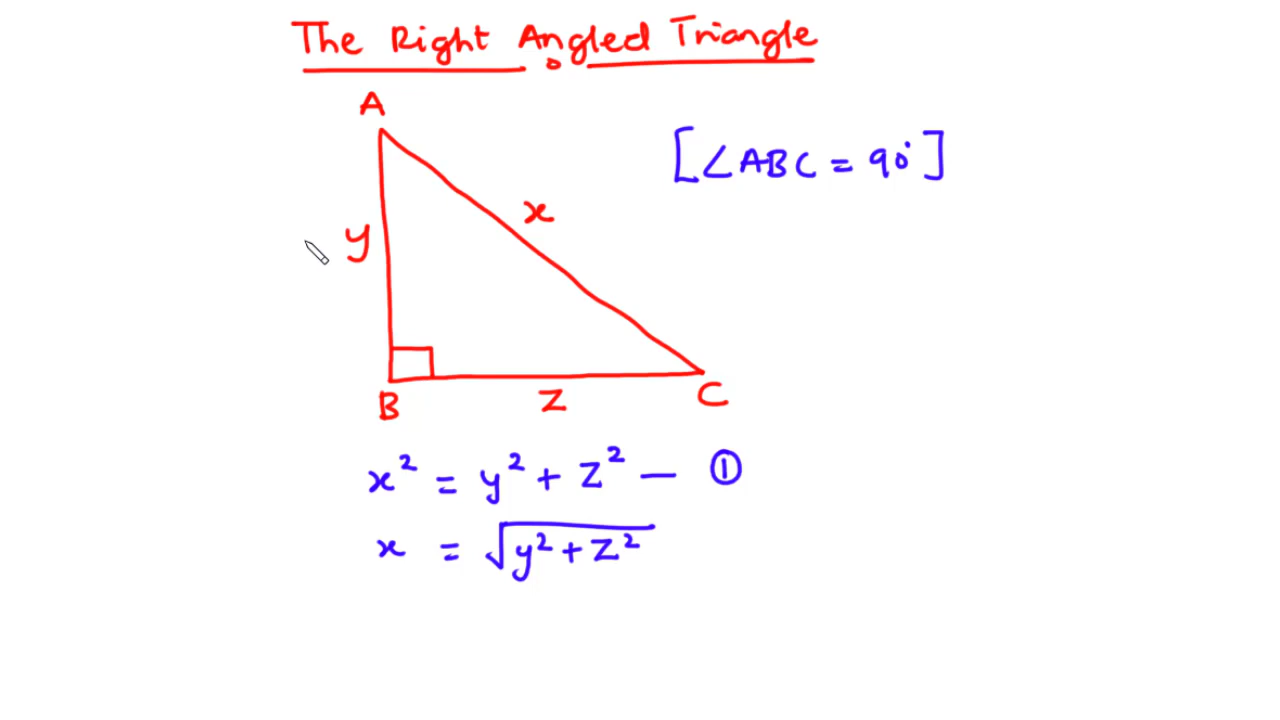 The Right Angled Triangle
A
[∠ABC = 90°]
x
y
B
Z
C
x² = y² + Z² — ①
x = √(y² + Z²)